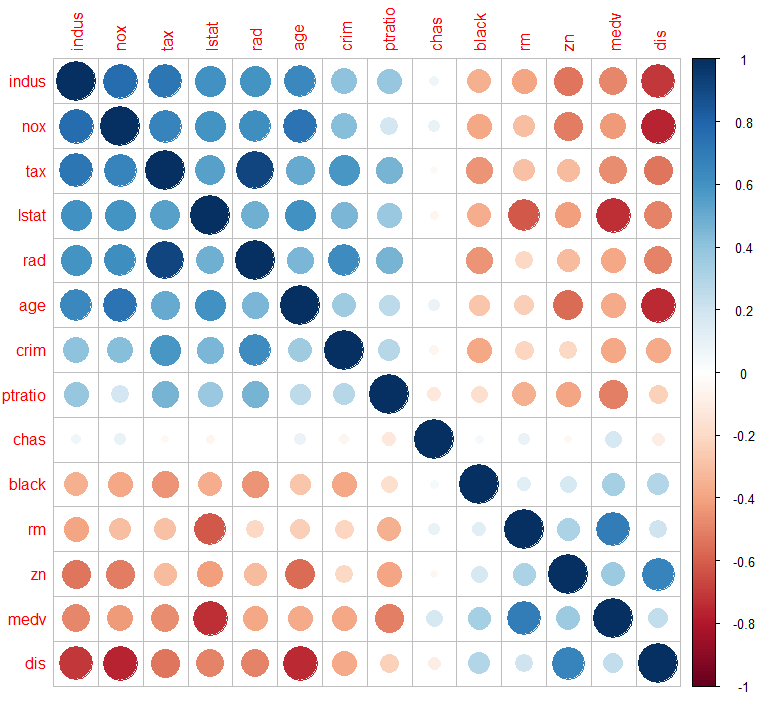 indus nox tax lstat rad age crim ptratio chas black rm zn medv dis
indus
nox
tax
lstat
rad
age
crim
ptratio
chas
black
rm
zn
medv
dis
1
0.8
0.6
0.4
0.2
0
-0.2
-0.4
-0.6
-0.8
-1